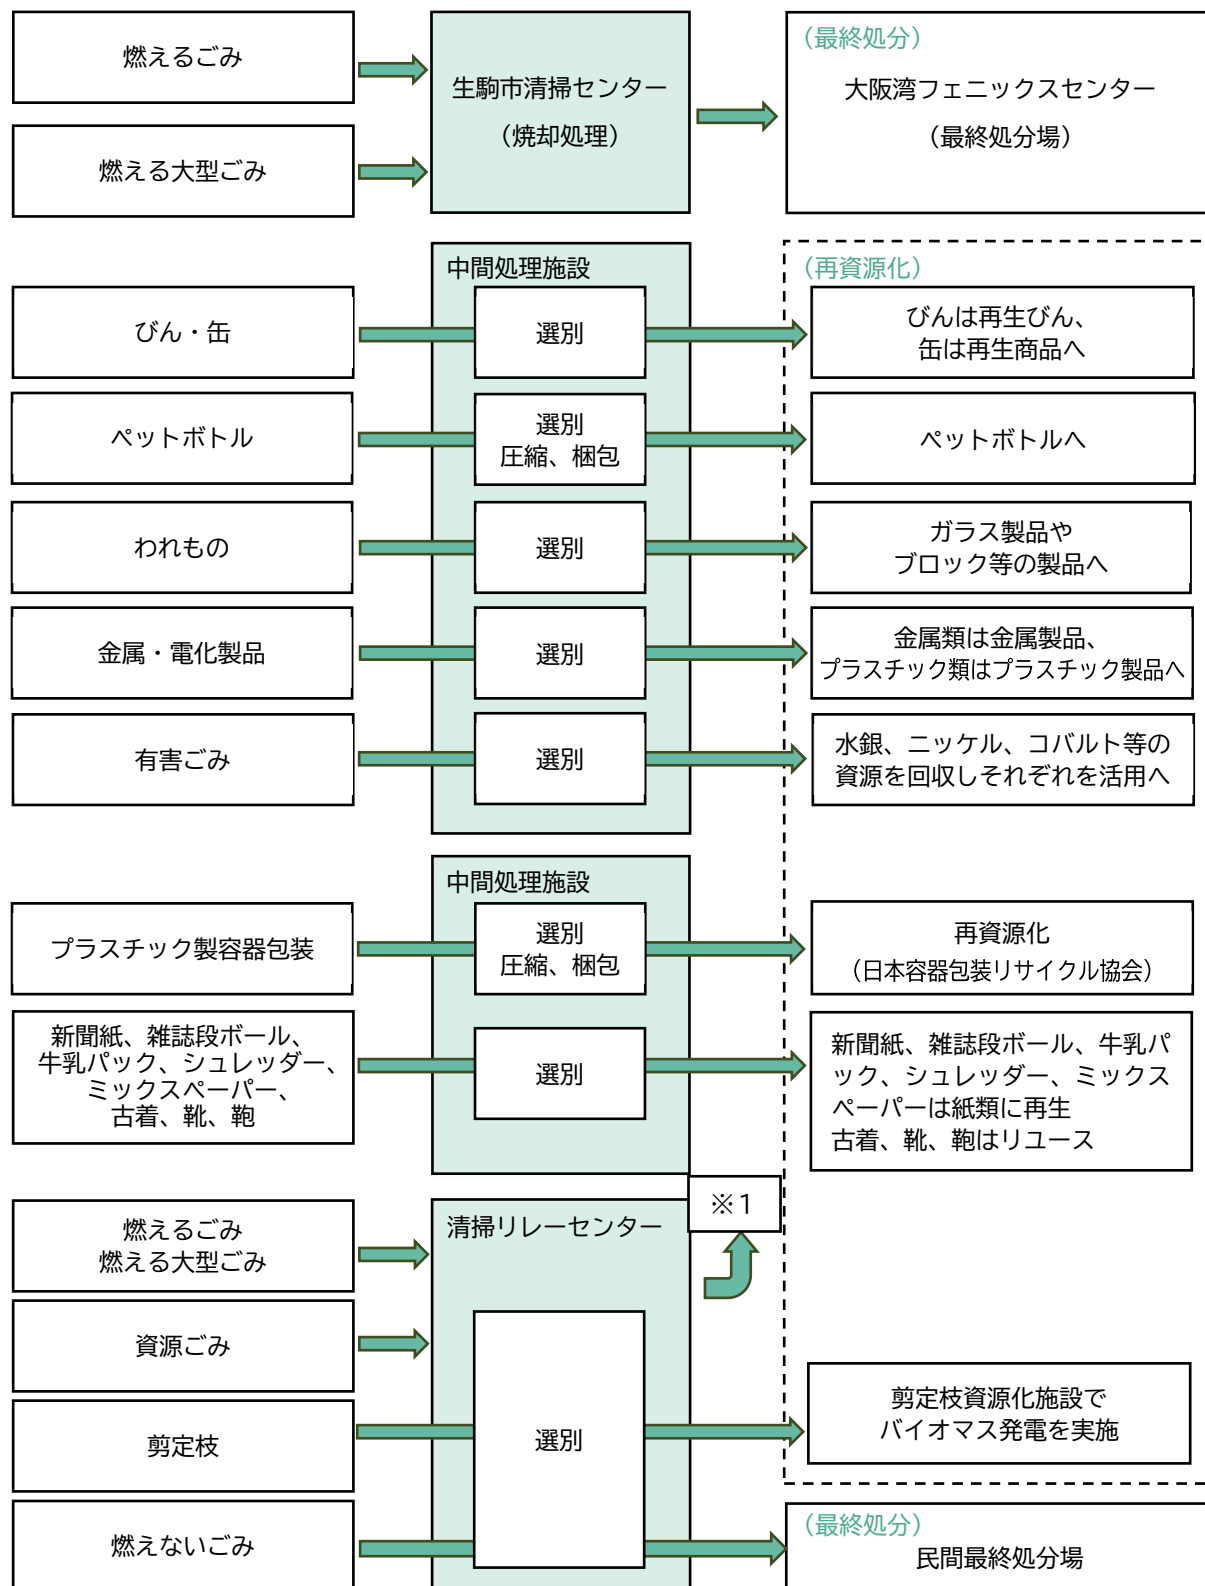 燃えるごみ
燃える大型ごみ
生駒市清掃センター
（焼却処理）
（最終処分）
大阪湾フェニックスセンター
（最終処分場）
中間処理施設
（再資源化）
びん・缶
選別
びんは再生びん、
缶は再生商品へ
ペットボトル
選別
圧縮、梱包
ペットボトルへ
われもの
選別
ガラス製品や
ブロック等の製品へ
金属・電化製品
選別
金属類は金属製品、
プラスチック類はプラスチック製品へ
有害ごみ
選別
水銀、ニッケル、コバルト等の
資源を回収しそれぞれを活用へ
中間処理施設
プラスチック製容器包装
選別
圧縮、梱包
再資源化
（日本容器包装リサイクル協会）
新聞紙、雑誌段ボール、
牛乳パック、シュレッダー、
ミックスペーパー、
古着、靴、鞄
選別
新聞紙、雑誌段ボール、牛乳パ
ック、シュレッダー、ミックス
ペーパーは紙類に再生
古着、靴、鞄はリユース
※1
清掃リレーセンター
燃えるごみ
燃える大型ごみ
資源ごみ
剪定枝
選別
剪定枝資源化施設で
バイオマス発電を実施
燃えないごみ
（最終処分）
民間最終処分場